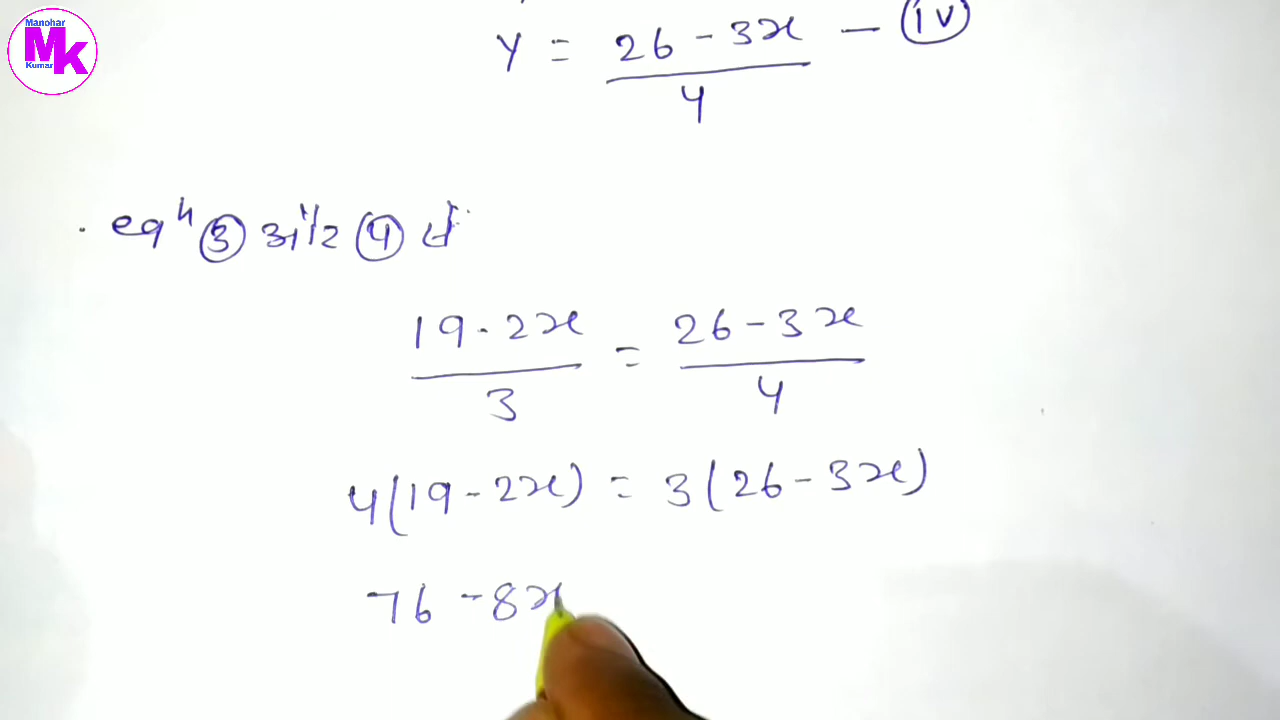 Manohar
MK
Kumar
Y = 26 - 3x / 4 — (IV)
eqⁿ (3) और (4) से
19 - 2x / 3 = 26 - 3x / 4
4(19 - 2x) = 3(26 - 3x)
76 - 8x